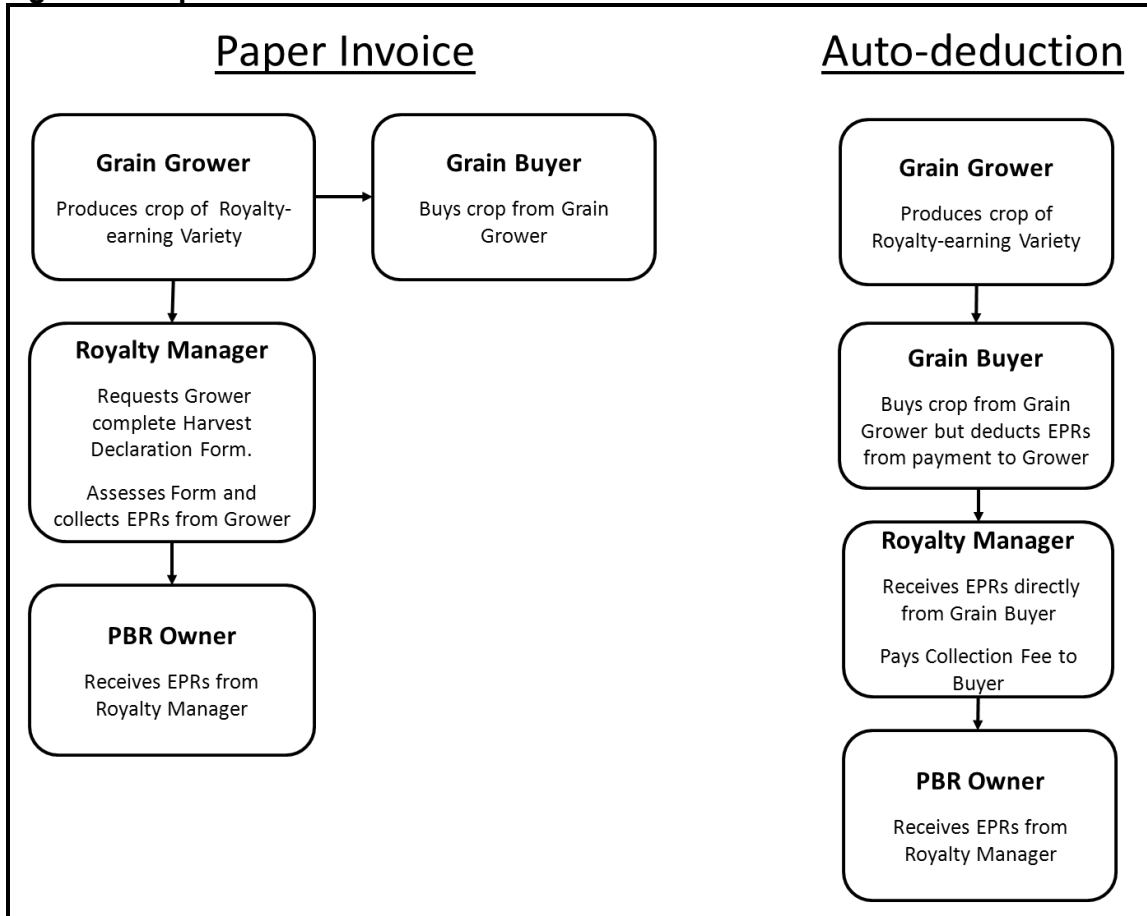 Paper Invoice
Grain Grower
Produces crop of Royalty-
earning Variety
Grain Buyer
Buys crop from Grain
Grower
Royalty Manager
Requests Grower
complete Harvest
Declaration Form.
Assesses Form and
collects EPRs from Grower
PBR Owner
Receives EPRs from
Royalty Manager
Auto-deduction
Grain Grower
Produces crop of
Royalty-earning Variety
Grain Buyer
Buys crop from Grain
Grower but deducts EPRs
from payment to Grower
Royalty Manager
Receives EPRs directly
from Grain Buyer
Pays Collection Fee to
Buyer
PBR Owner
Receives EPRs from
Royalty Manager